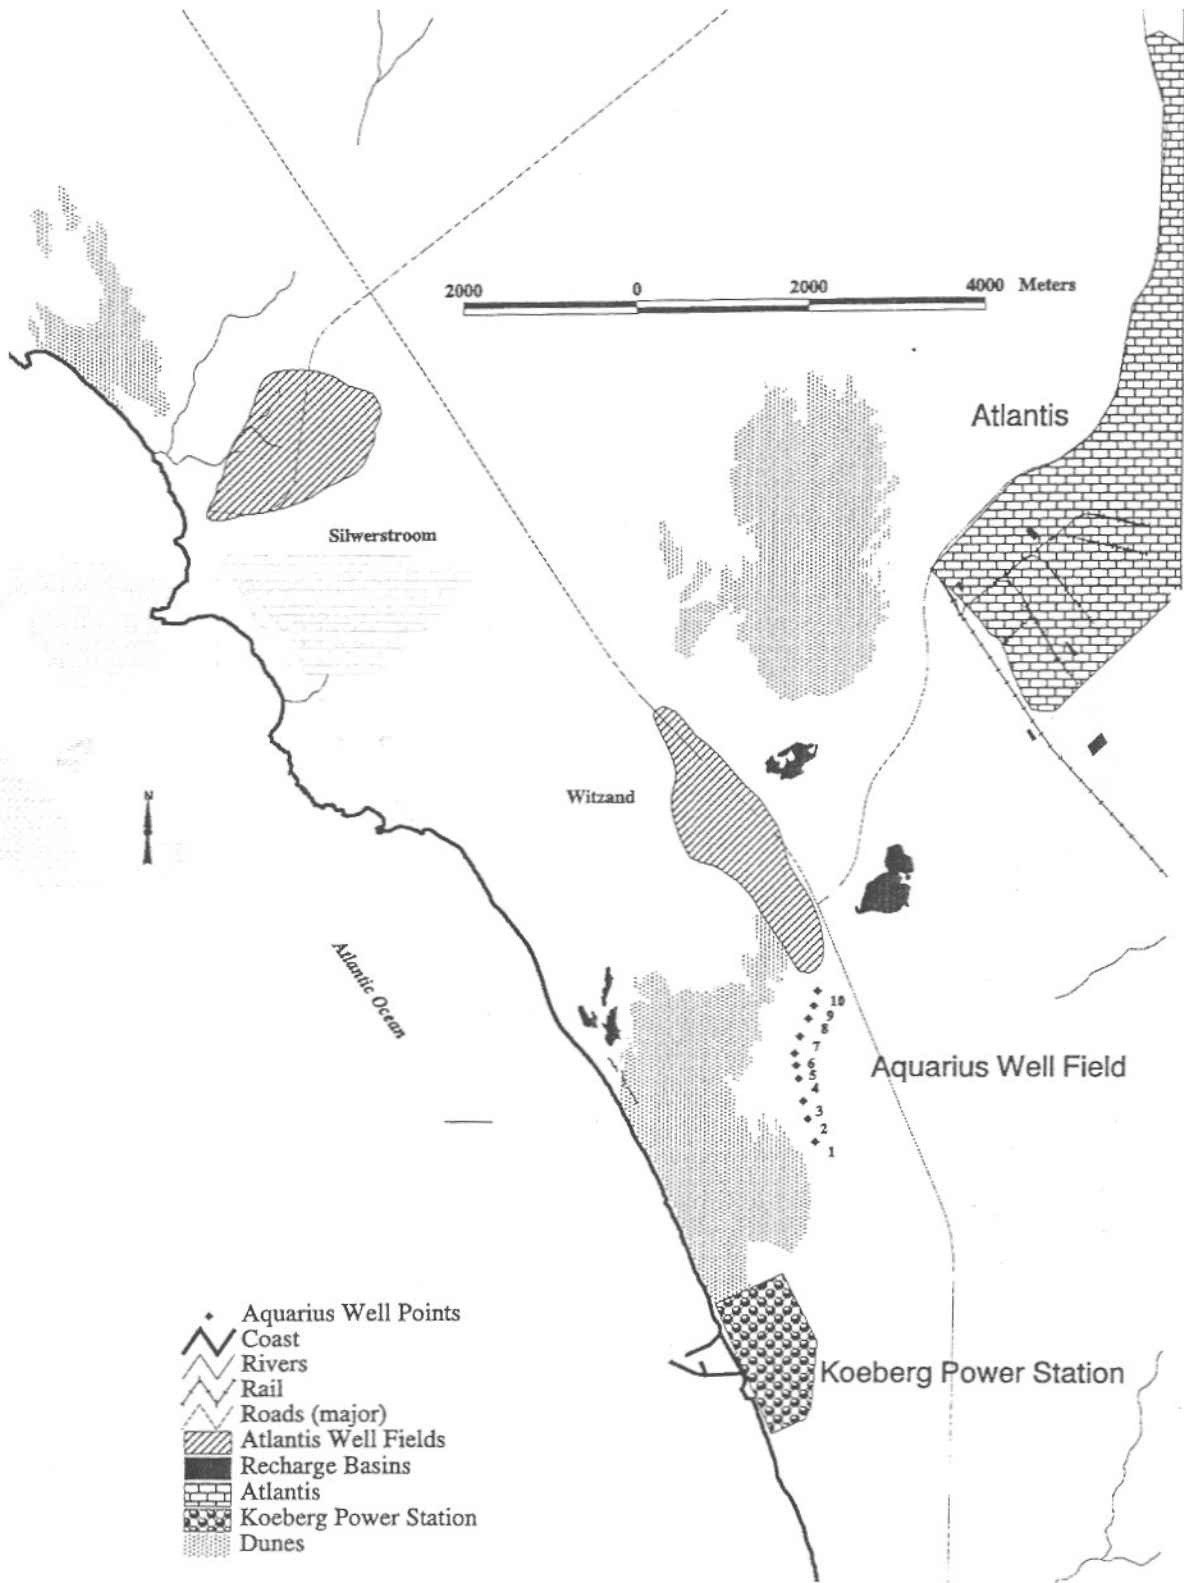 2000 0 2000 4000 Meters
Atlantis
Silwerstroom
Witzand
N
Atlantic Ocean
10
9
8
7
6
5
4
3
2
1
Aquarius Well Field
Koeberg Power Station
Aquarius Well Points
Coast
Rivers
Rail
Roads (major)
Atlantis Well Fields
Recharge Basins
Atlantis
Koeberg Power Station
Dunes